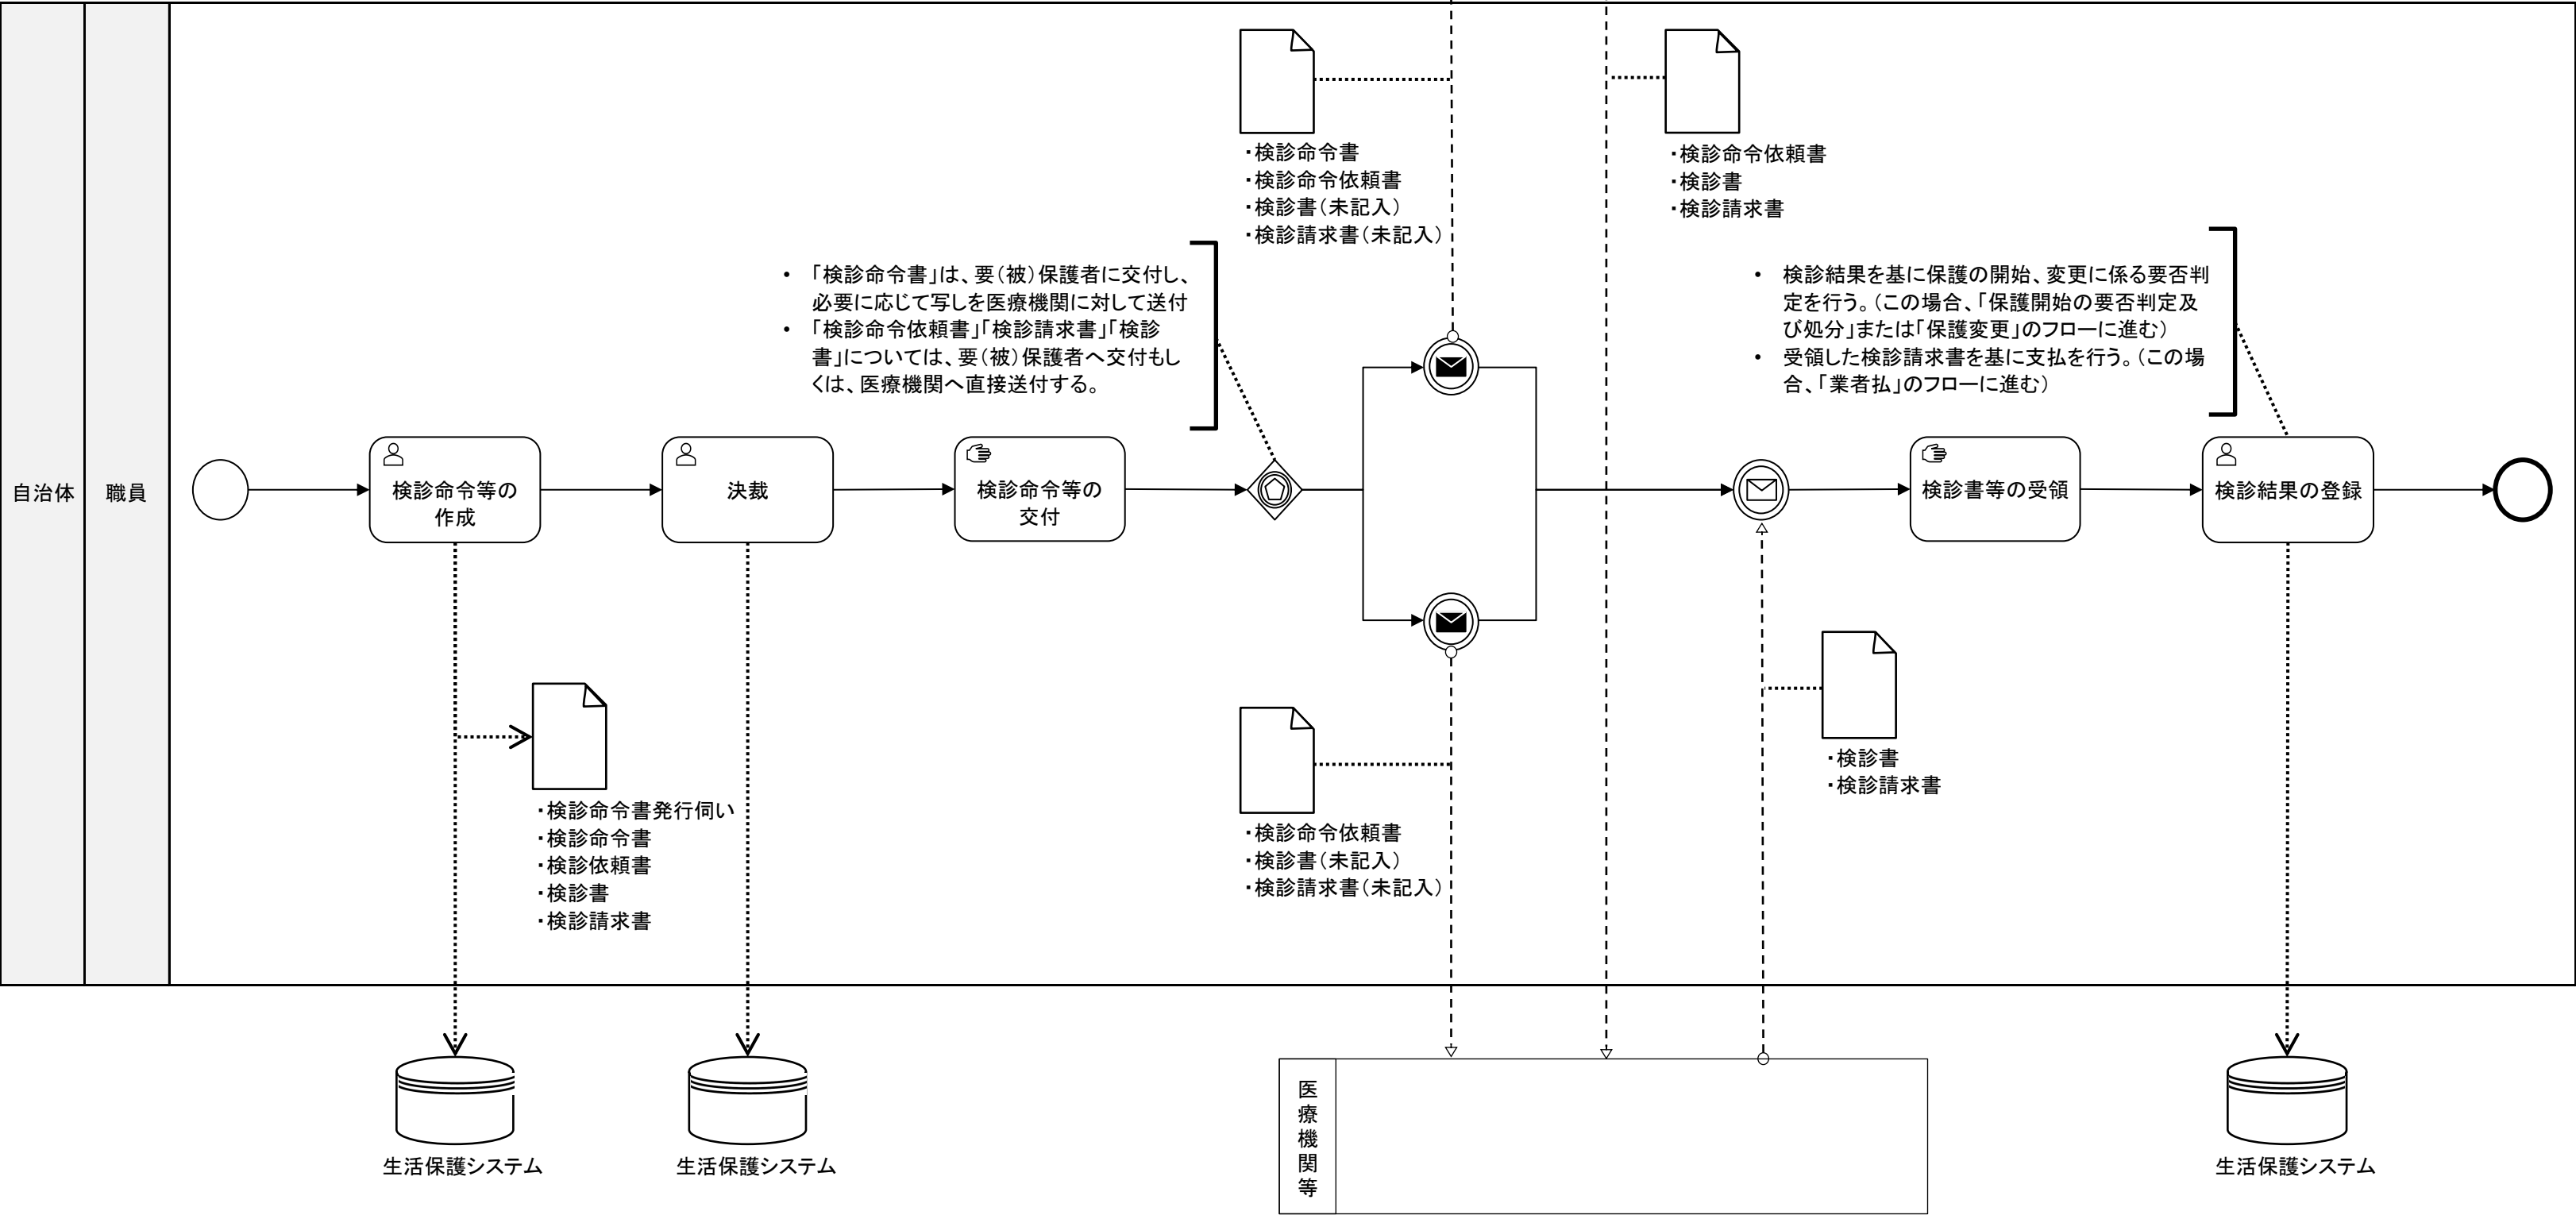 自治体
職員
検診命令等の
作成
決裁
検診命令等の
交付
検診書等の受領
検診結果の登録
・検診命令書
・検診命令依頼書
・検診書（未記入）
・検診請求書（未記入）
・検診命令依頼書
・検診書
・検診請求書
• 「検診命令書」は、要（被）保護者に交付し、
必要に応じて写しを医療機関に対して送付
• 「検診命令依頼書」「検診請求書」「検診
書」については、要（被）保護者へ交付もし
くは、医療機関へ直接送付する。
• 検診結果を基に保護の開始、変更に係る要否判
定を行う。（この場合、「保護開始の要否判定及
び処分」または「保護変更」のフローに進む）
• 受領した検診請求書を基に支払を行う。（この場
合、「業者払」のフローに進む）
・検診命令書発行伺い
・検診命令書
・検診依頼書
・検診書
・検診請求書
・検診命令依頼書
・検診書（未記入）
・検診請求書（未記入）
・検診書
・検診請求書
生活保護システム
生活保護システム
医療機関等
生活保護システム